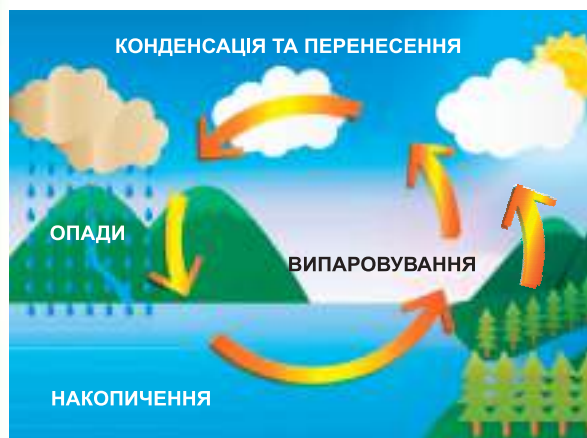 КОНДЕНСАЦІЯ ТА ПЕРЕНЕСЕННЯ
ОПАДИ
ВИПАРОВУВАННЯ
НАКОПИЧЕННЯ